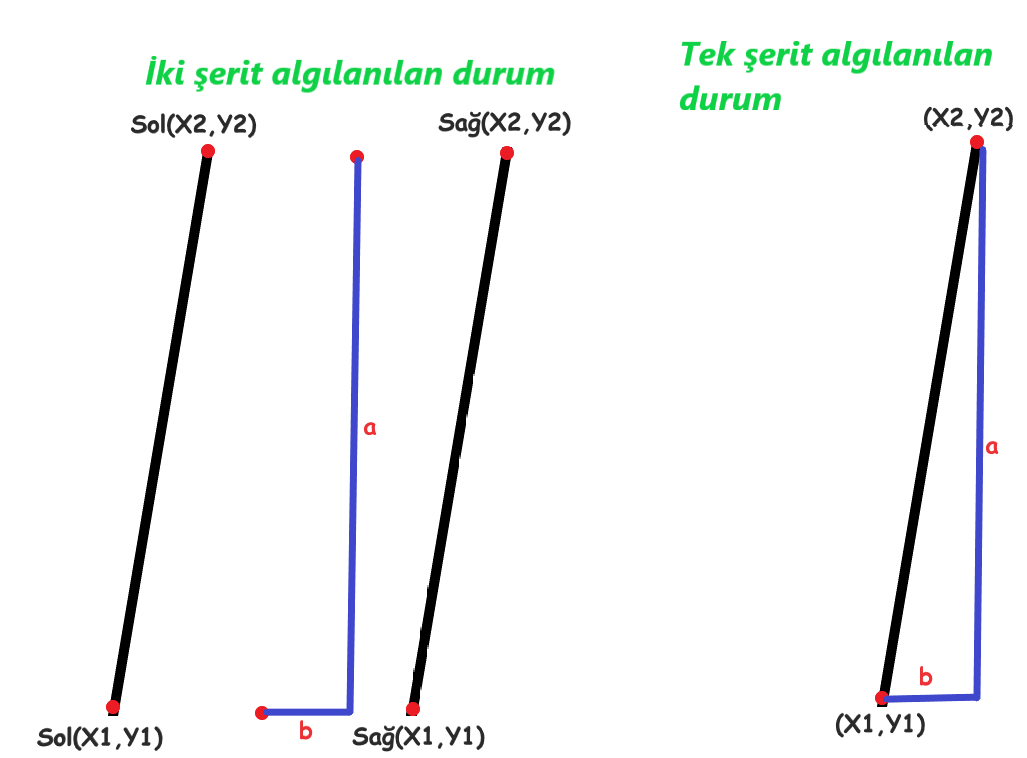 İki şerit algılanılan durum
Tek şerit algılanılan
durum
Sol(X2,Y2)
Sağ(X2,Y2)
(X2,Y2)
a
a
b
b
Sol(X1,Y1)
Sağ(X1,Y1)
(X1,Y1)